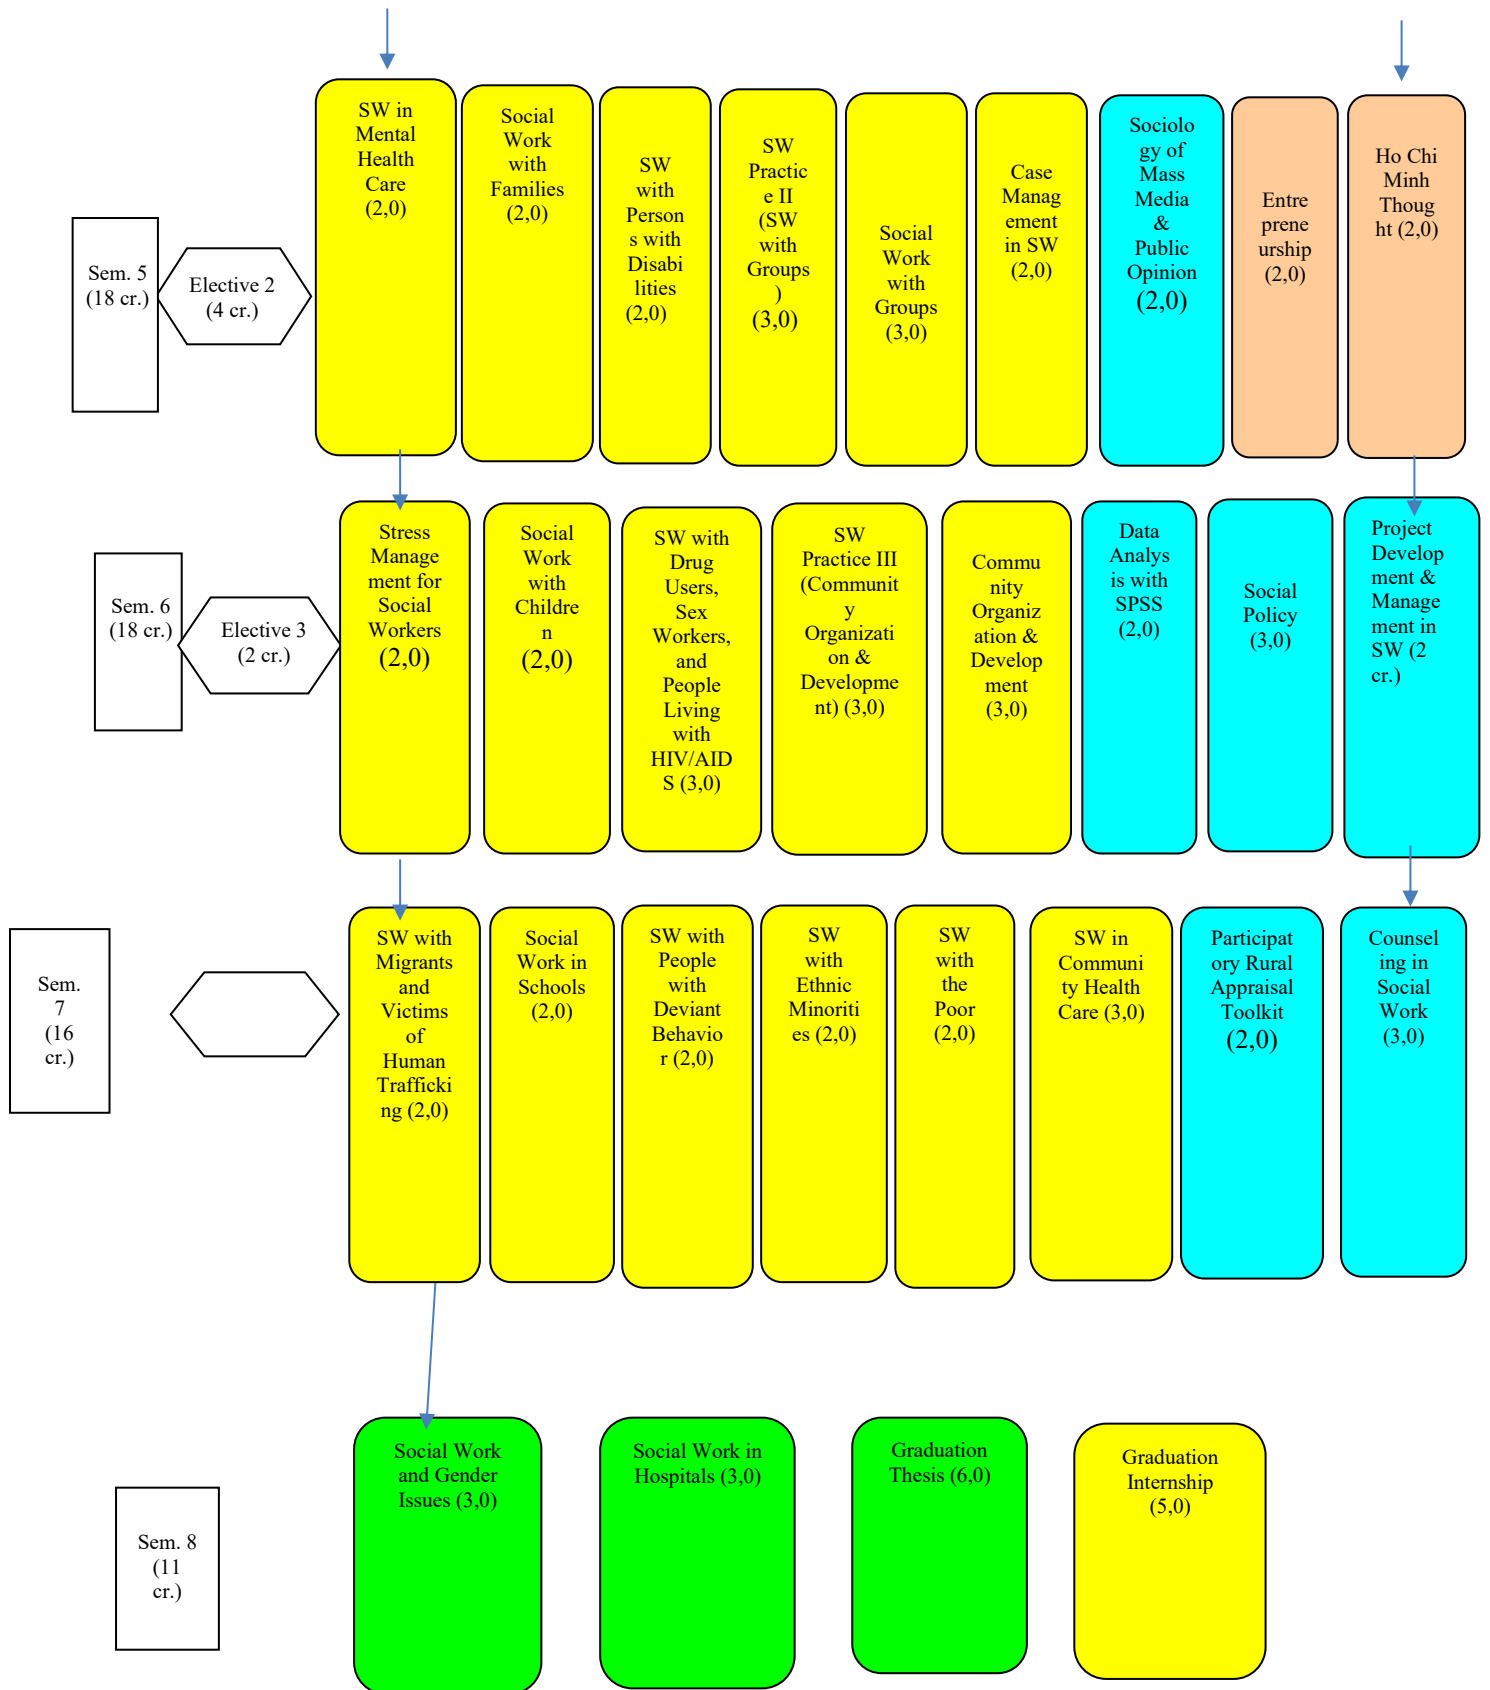 Sem. 5
(18 cr.)
Elective 2
(4 cr.)
SW in
Mental
Health
Care
(2,0)
Social
Work
with
Families
(2,0)
SW
with
Person
s with
Disabi
lities
(2,0)
SW
Practic
e II
(SW
with
Groups
)
(3,0)
Social
Work
with
Groups
(3,0)
Case
Manag
ement
in SW
(2,0)
Sociolo
gy of
Mass
Media
&
Public
Opinion
(2,0)
Entre
prene
urship
(2,0)
Ho Chi
Minh
Thoug
ht (2,0)
Sem. 6
(18 cr.)
Elective 3
(2 cr.)
Stress
Manage
ment for
Social
Workers
(2,0)
Social
Work
with
Childre
n
(2,0)
SW with
Drug
Users,
Sex
Workers,
and
People
Living
with
HIV/AID
S (3,0)
SW
Practice III
(Communit
y
Organizati
on &
Developme
nt) (3,0)
Commu
nity
Organiz
ation &
Develop
ment
(3,0)
Data
Analys
is with
SPSS
(2,0)
Social
Policy
(3,0)
Project
Develop
ment &
Manage
ment in
SW (2
cr.)
Sem.
7
(16
cr.)
SW with
Migrants
and
Victims
of
Human
Trafficki
ng (2,0)
Social
Work in
Schools
(2,0)
SW with
People
with
Deviant
Behavio
r (2,0)
SW
with
Ethnic
Minoriti
es (2,0)
SW
with
the
Poor
(2,0)
SW in
Communi
ty Health
Care (3,0)
Participat
ory Rural
Appraisal
Toolkit
(2,0)
Counsel
ing in
Social
Work
(3,0)
Sem. 8
(11
cr.)
Social Work
and Gender
Issues (3,0)
Social Work in
Hospitals (3,0)
Graduation
Thesis (6,0)
Graduation
Internship
(5,0)